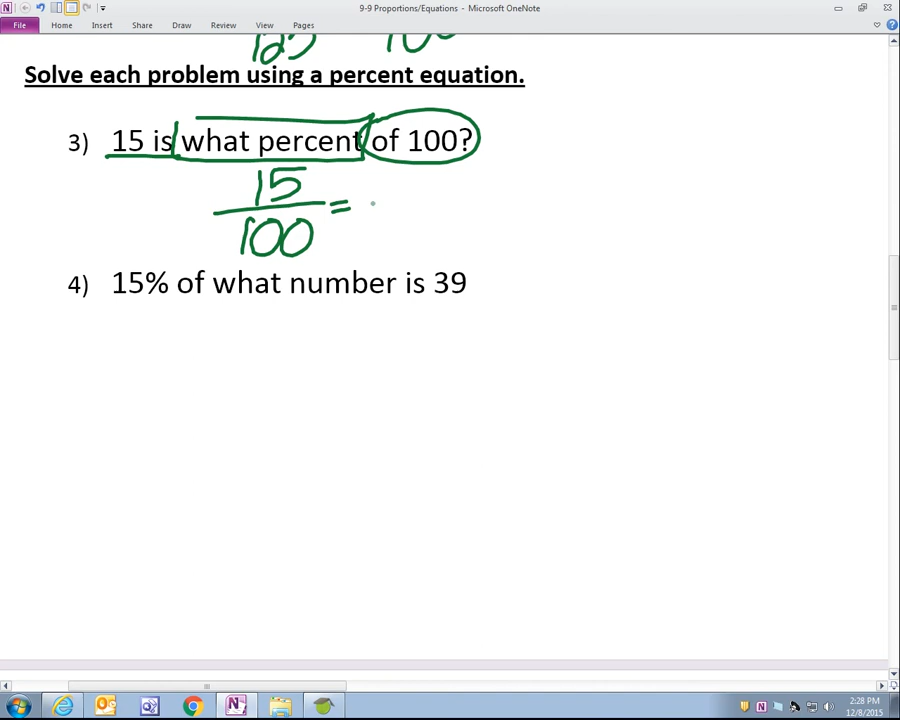 9-9 Proportions/Equations - Microsoft OneNote
File Home Insert Share Draw View History Pages
Solve each problem using a percent equation.
3) 15 is what percent of 100?
15
100 =
4) 15% of what number is 39
2:28 PM
12/8/2015